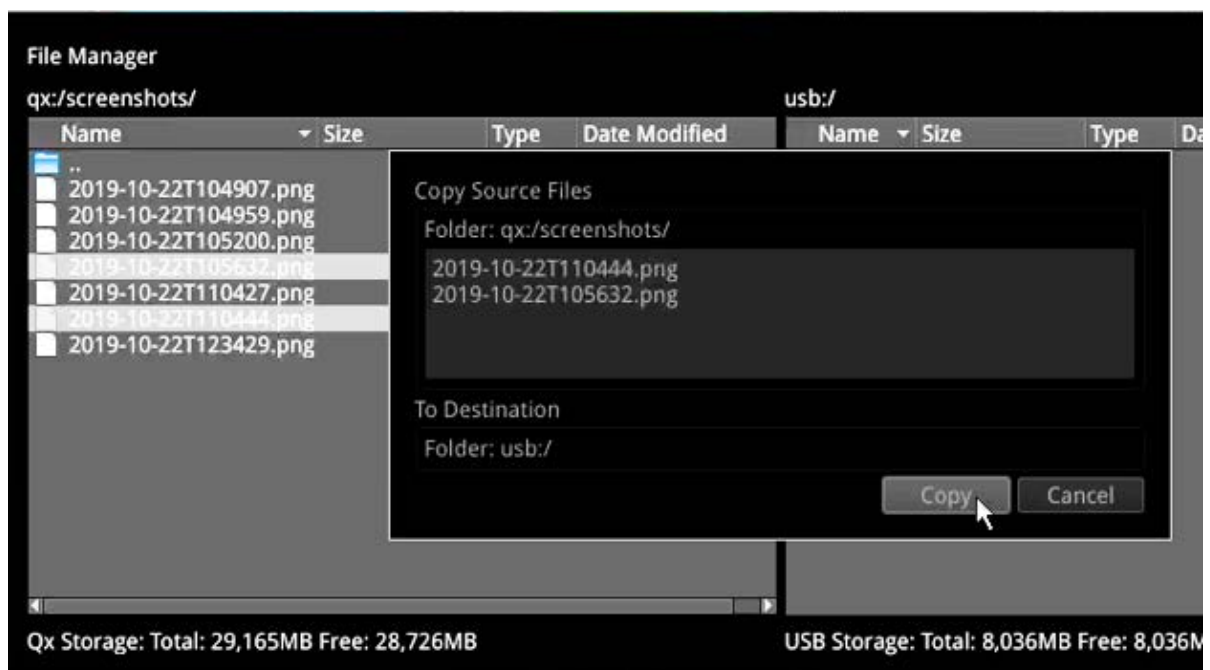 File Manager
qx:/screenshots/
usb:/
Name Size Type Date Modified
Name Size Type Da
..
2019-10-22T104907.png
2019-10-22T104959.png
2019-10-22T105200.png
2019-10-22T105632.png
2019-10-22T110427.png
2019-10-22T110444.png
2019-10-22T123429.png
Copy Source Files
Folder: qx:/screenshots/
2019-10-22T110444.png
2019-10-22T105632.png
To Destination
Folder: usb:/
Copy Cancel
Qx Storage: Total: 29,165MB Free: 28,726MB
USB Storage: Total: 8,036MB Free: 8,036M